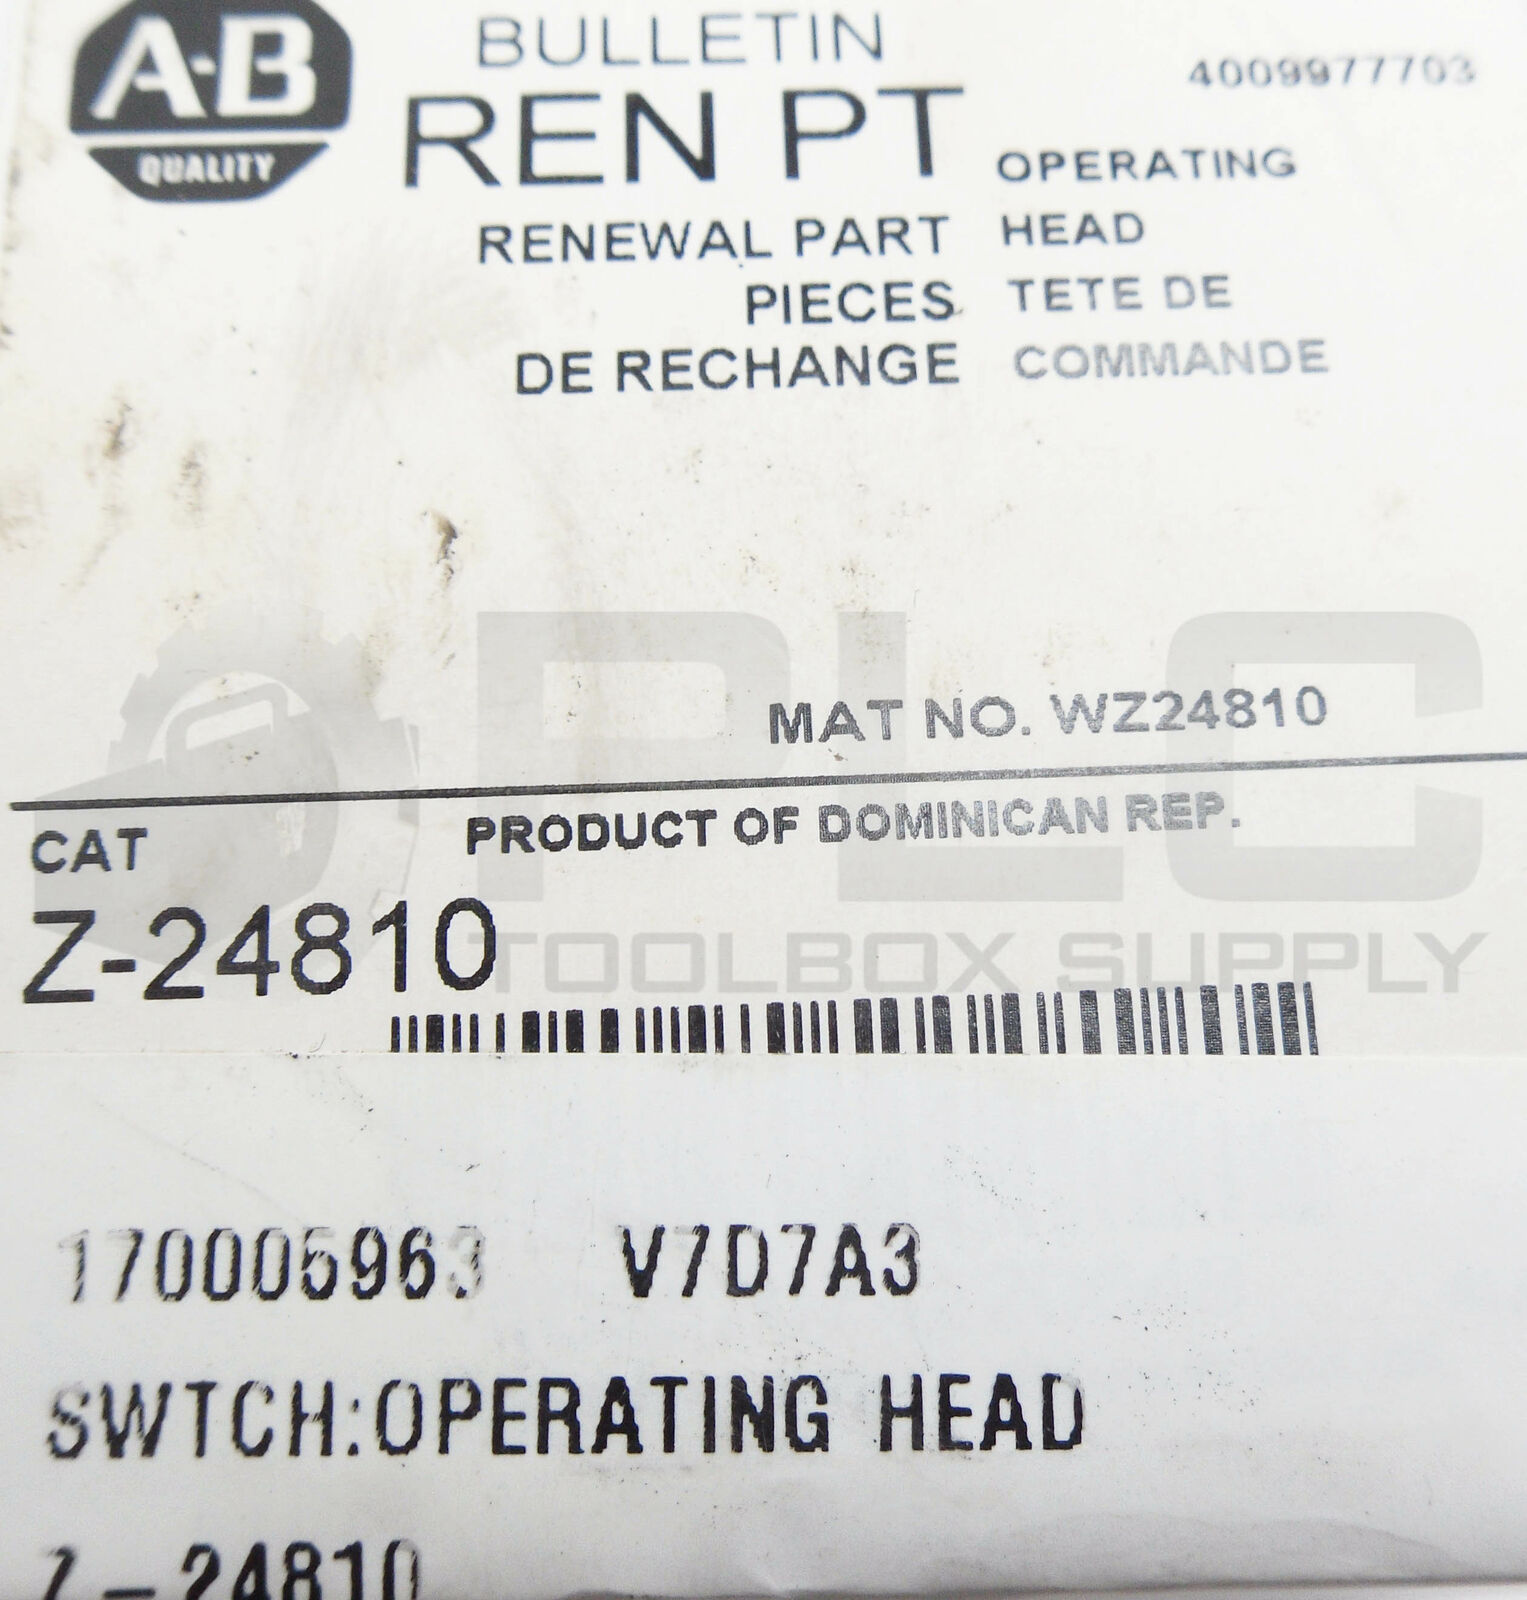 A-B
QUALITY
BULLETIN
4009977703
REN PT
OPERATING
RENEWAL PART
HEAD
PIECES
TETE DE
DE RECHANGE
COMMANDE
PLC
MAT NO. WZ24810
CAT
PRODUCT OF DOMINICAN REP.
Z-24810
TOOLBOX SUPPLY
170005963 V7D7A3
SWTCH:OPERATING HEAD
Z-24810